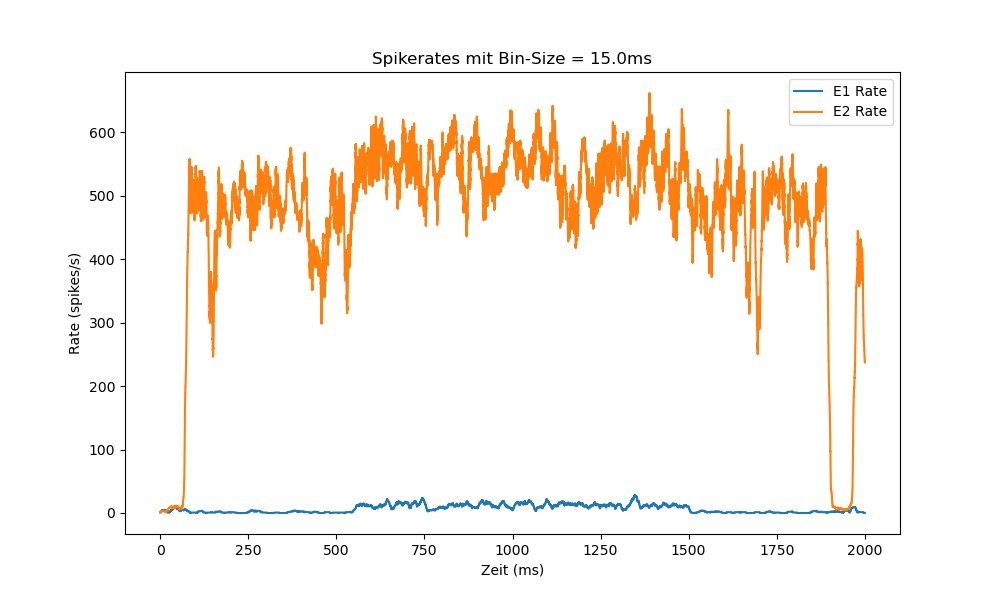 Spikerates mit Bin-Size = 15.0ms
E1 Rate
E2 Rate
Rate (spikes/s)
600
500
400
300
200
100
0
0 250 500 750 1000 1250 1500 1750 2000
Zeit (ms)